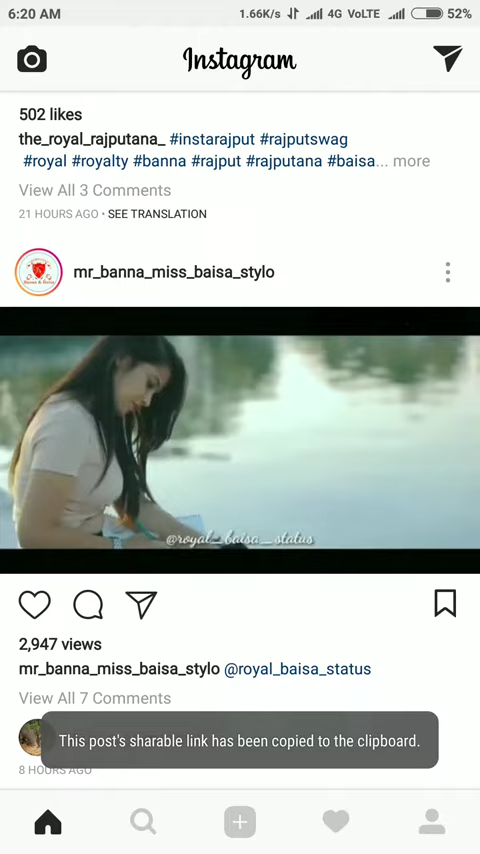 6:20 AM 1.66K/s 4G VoLTE 52%
Instagram
502 likes
the_royal_rajputana_ #instarajput #rajputswag
#royal #royalty #banna #rajput #rajputana #baisa... more
View All 3 Comments
21 HOURS AGO • SEE TRANSLATION
mr_banna_miss_baisa_stylo
@royal_baisa_status
2,947 views
mr_banna_miss_baisa_stylo @royal_baisa_status
View All 7 Comments
This post's sharable link has been copied to the clipboard.
8 HOURS AGO